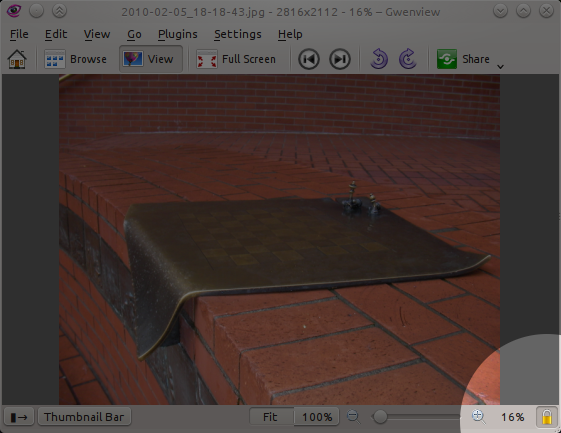 2010-02-05_18-18-43.jpg - 2816x2112 - 16% – Gwenview
File Edit View Go Plugins Settings Help
Browse View Full Screen Share
Thumbnail Bar Fit 100% 16%